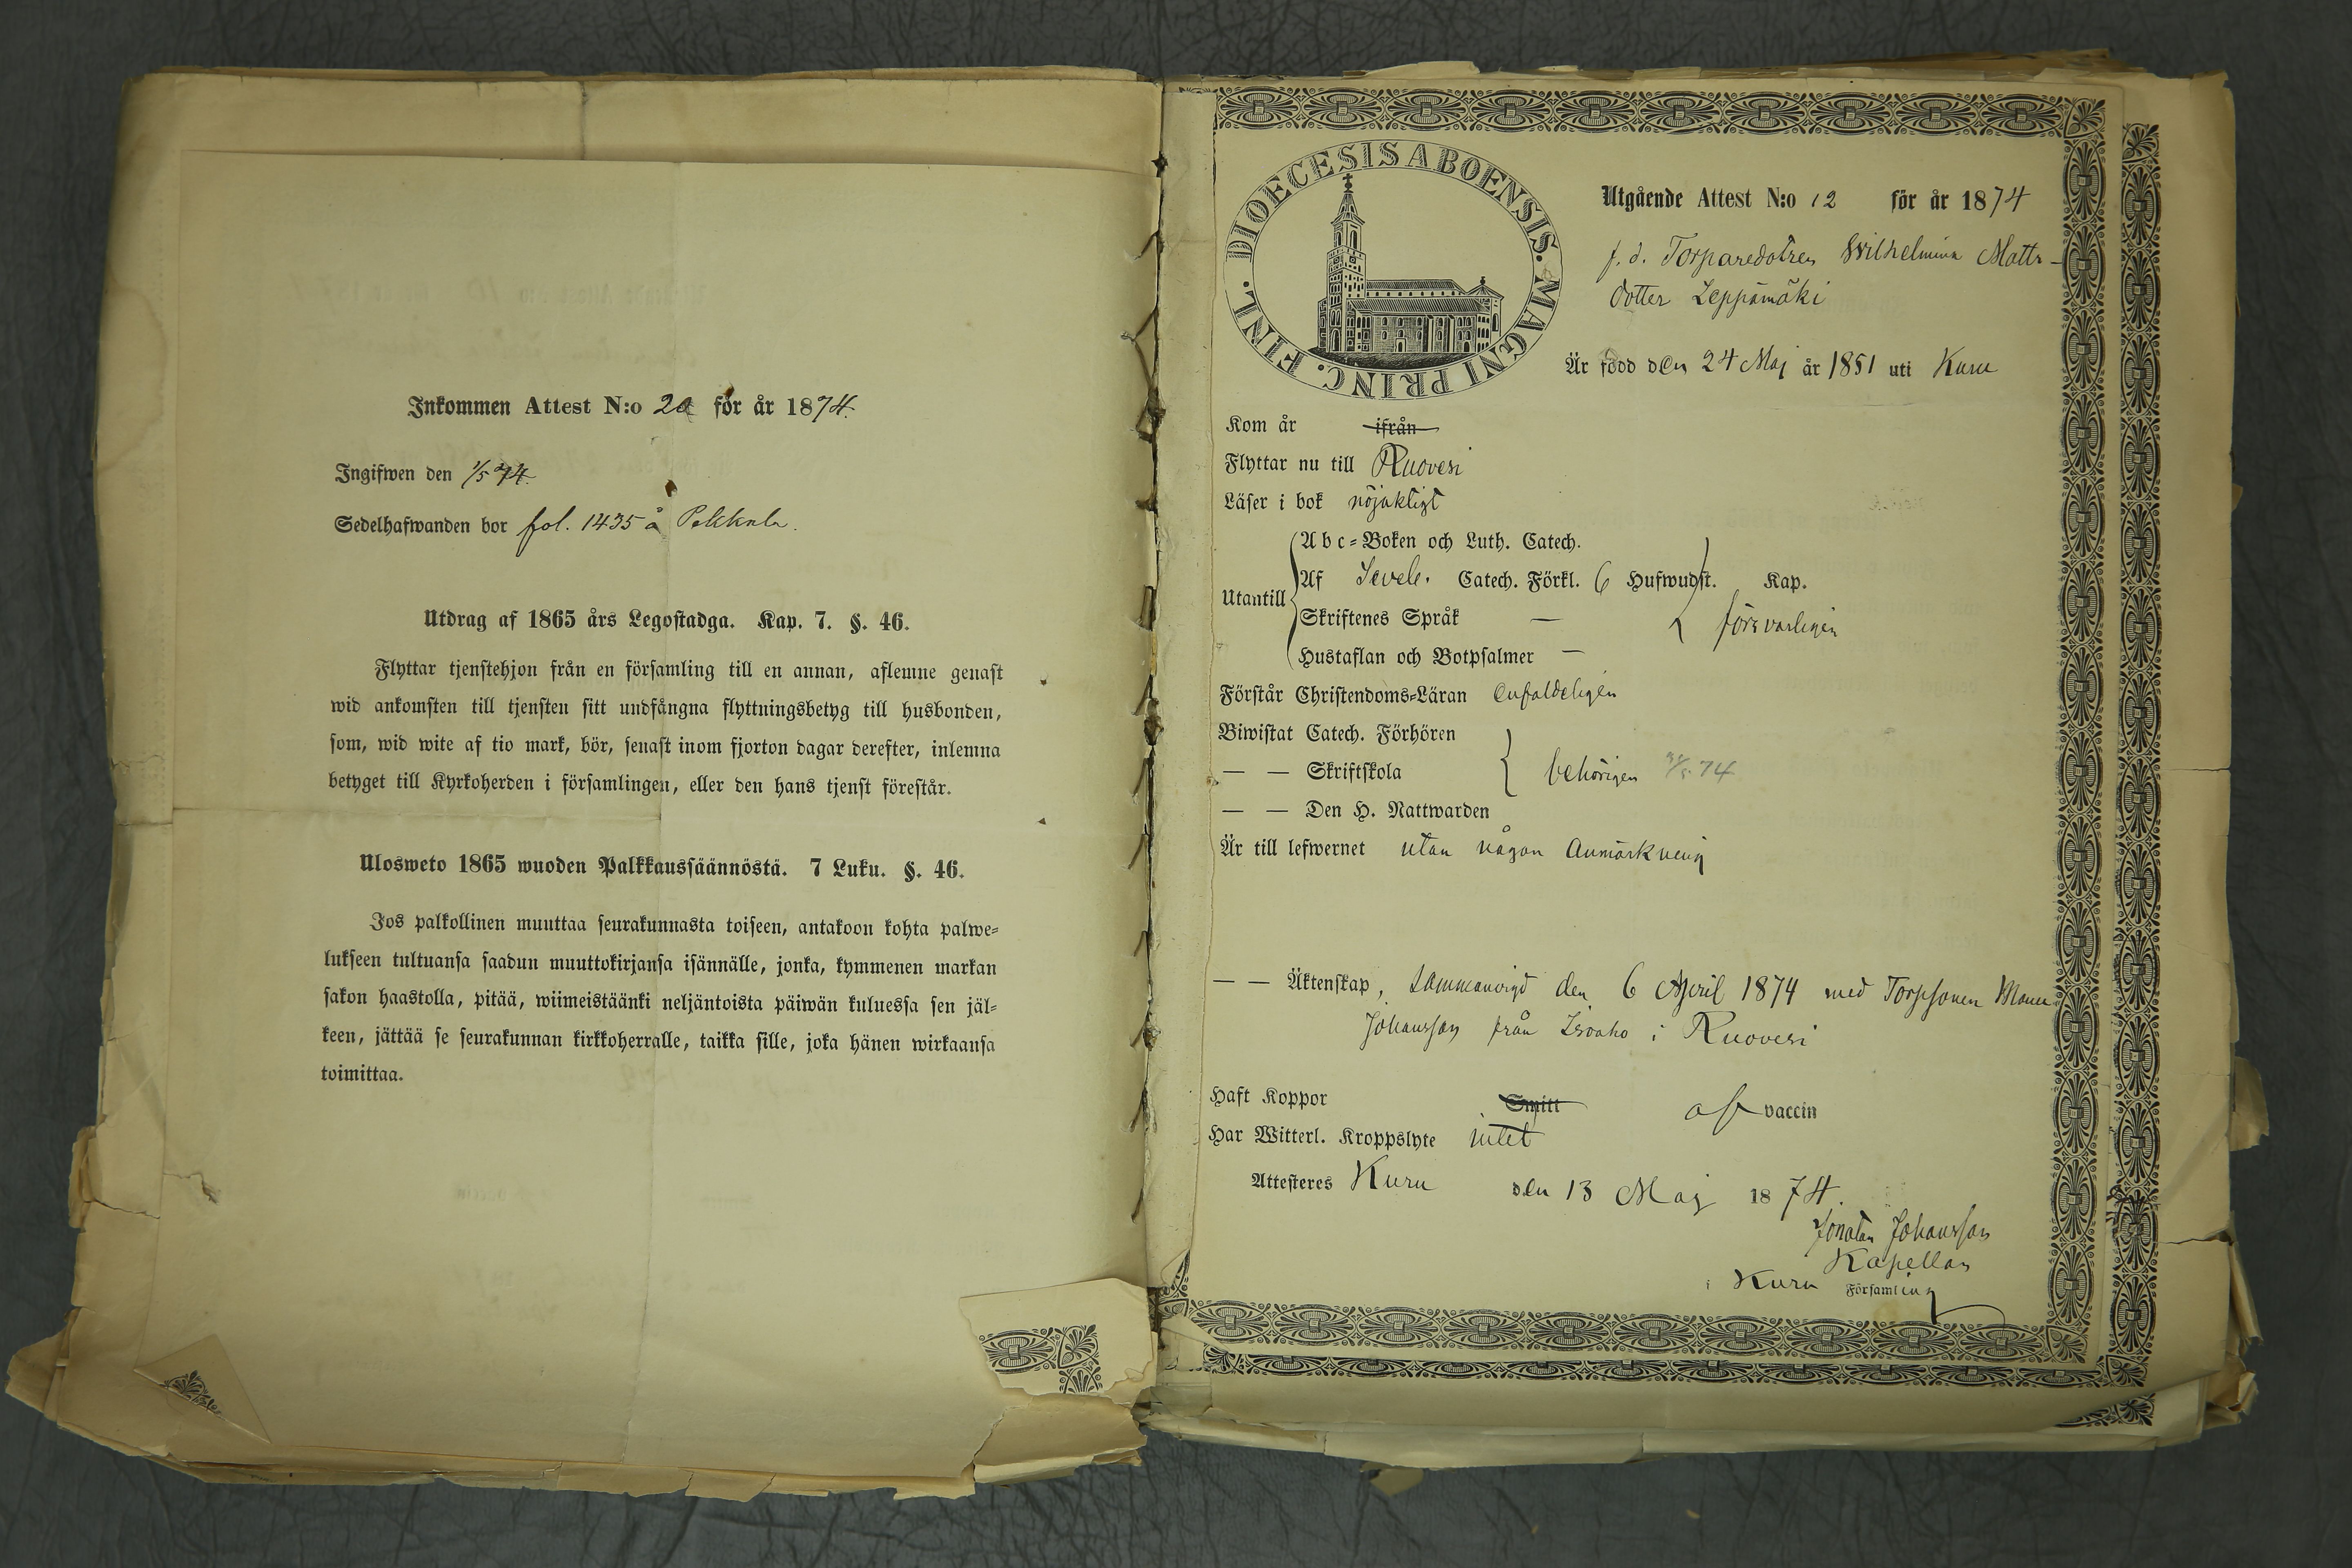 Inkommen Attest N:o 20 för år 1874.
Ingifwen den 1/5 74.
Sedelhafwanden bor fol. 1435 å Pekkala.
Utdrag af 1865 års Legostadga. Kap. 7. §. 46.
Flyttar tjenstehjon från en församling till en annan, aflemne genast
wid ankomsten till tjensten sitt undfångna flyttningsbetyg till husbonden,
som, wid wite af tio mark, bör, senast inom fjorton dagar derefter, inlemna
betyget till Kyrkoherden i församlingen, eller den hans tjenst förestår.
Ulosweto 1865 wuoden Palkkaussäännöstä. 7 Luku. §. 46.
Jos palkollinen muuttaa seurakunnasta toiseen, antakoon kohta palwe=
lukseen tultuansa saadun muuttokirjansa isännälle, jonka, kymmenen markan
sakon haastolla, pitää, wiimeistäänki neljäntoista päiwän kuluessa sen jäl=
keen, jättää se seurakunnan kirkkoherralle, taikka sille, joka hänen wirkaansa
toimittaa.
DIOECESIS ABOENSIS. MAGNI PRINC. FINL.
Utgående Attest N:o 12 för år 1874
f. d. Torparedotren Wilhelmina Matts-
dotter Leppämäki
Är född den 24 Maj år 1851 uti Kuru
Kom år ifrån
Flyttar nu till Ruovesi
Läser i bok nöjaktigt
Utantill
Abc=Boken och Luth. Catech.
Af Sevel. Catech. Förkl. 6 Hufwudst. Kap.
Skriftenes Språk —
Hustaflan och Botpsalmer —
försvarligen
Förstår Christendoms=Läran enfaldeligen
Biwistat Catech. Förhören
— — Skriftskola
behörigen 74
— — Den H. Nattwarden
Är till lefwernet utan någon anmärkning
— — Äktenskap, sammanvigd den 6 April 1874 med Torpsonen
Johansson från Isoaho i Ruovesi
Haft Koppor Smitt af vaccin
Har Witterl. Kroppslyte intet
Attesteres Kuru den 13 Maj 1874.
Jonatan Johansson
Kapellan
i Kuru Församling